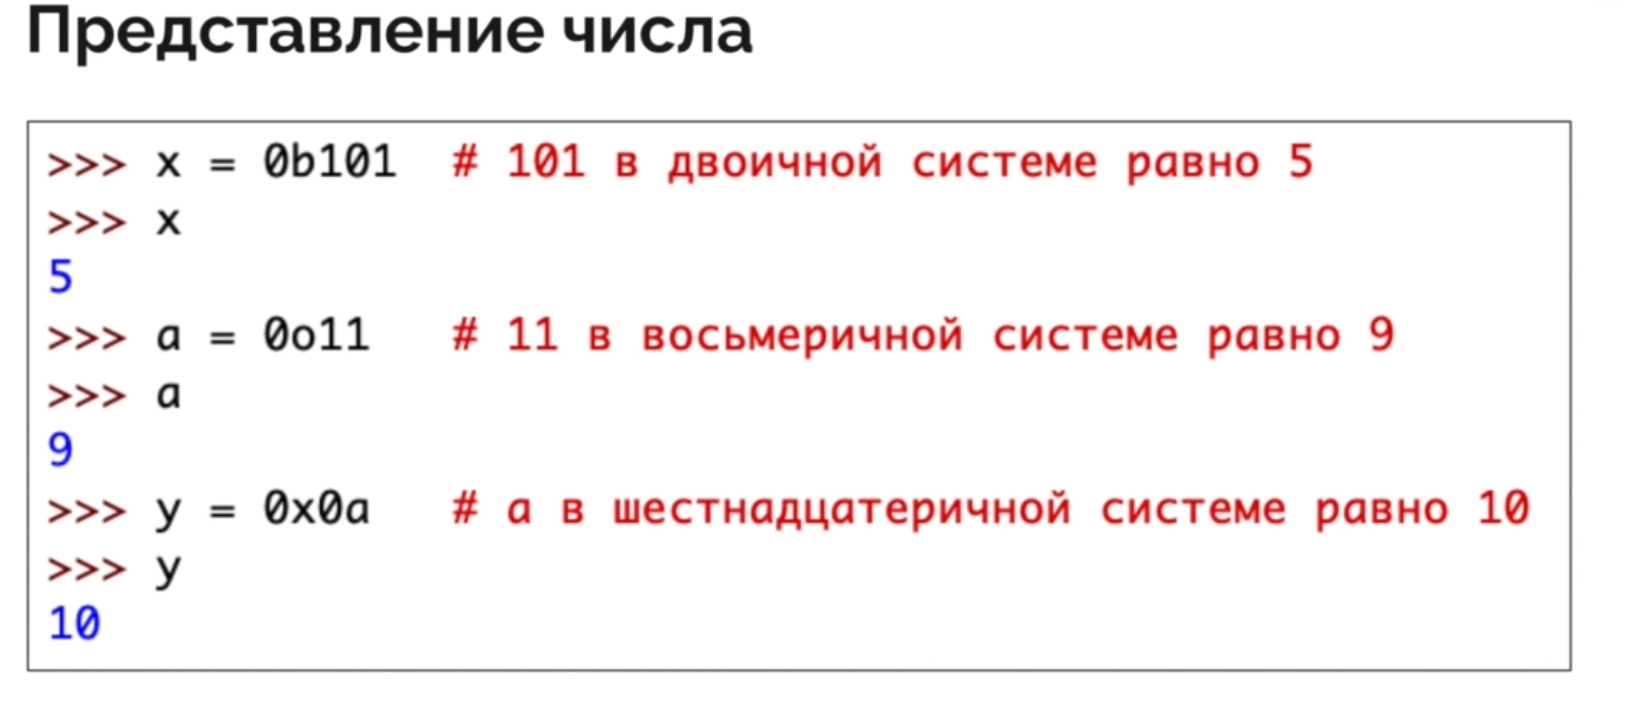 Представление числа
>>> x = 0b101  # 101 в двоичной системе равно 5
>>> x
5
>>> a = 0o11   # 11 в восьмеричной системе равно 9
>>> a
9
>>> y = 0x0a   # a в шестнадцатеричной системе равно 10
>>> y
10